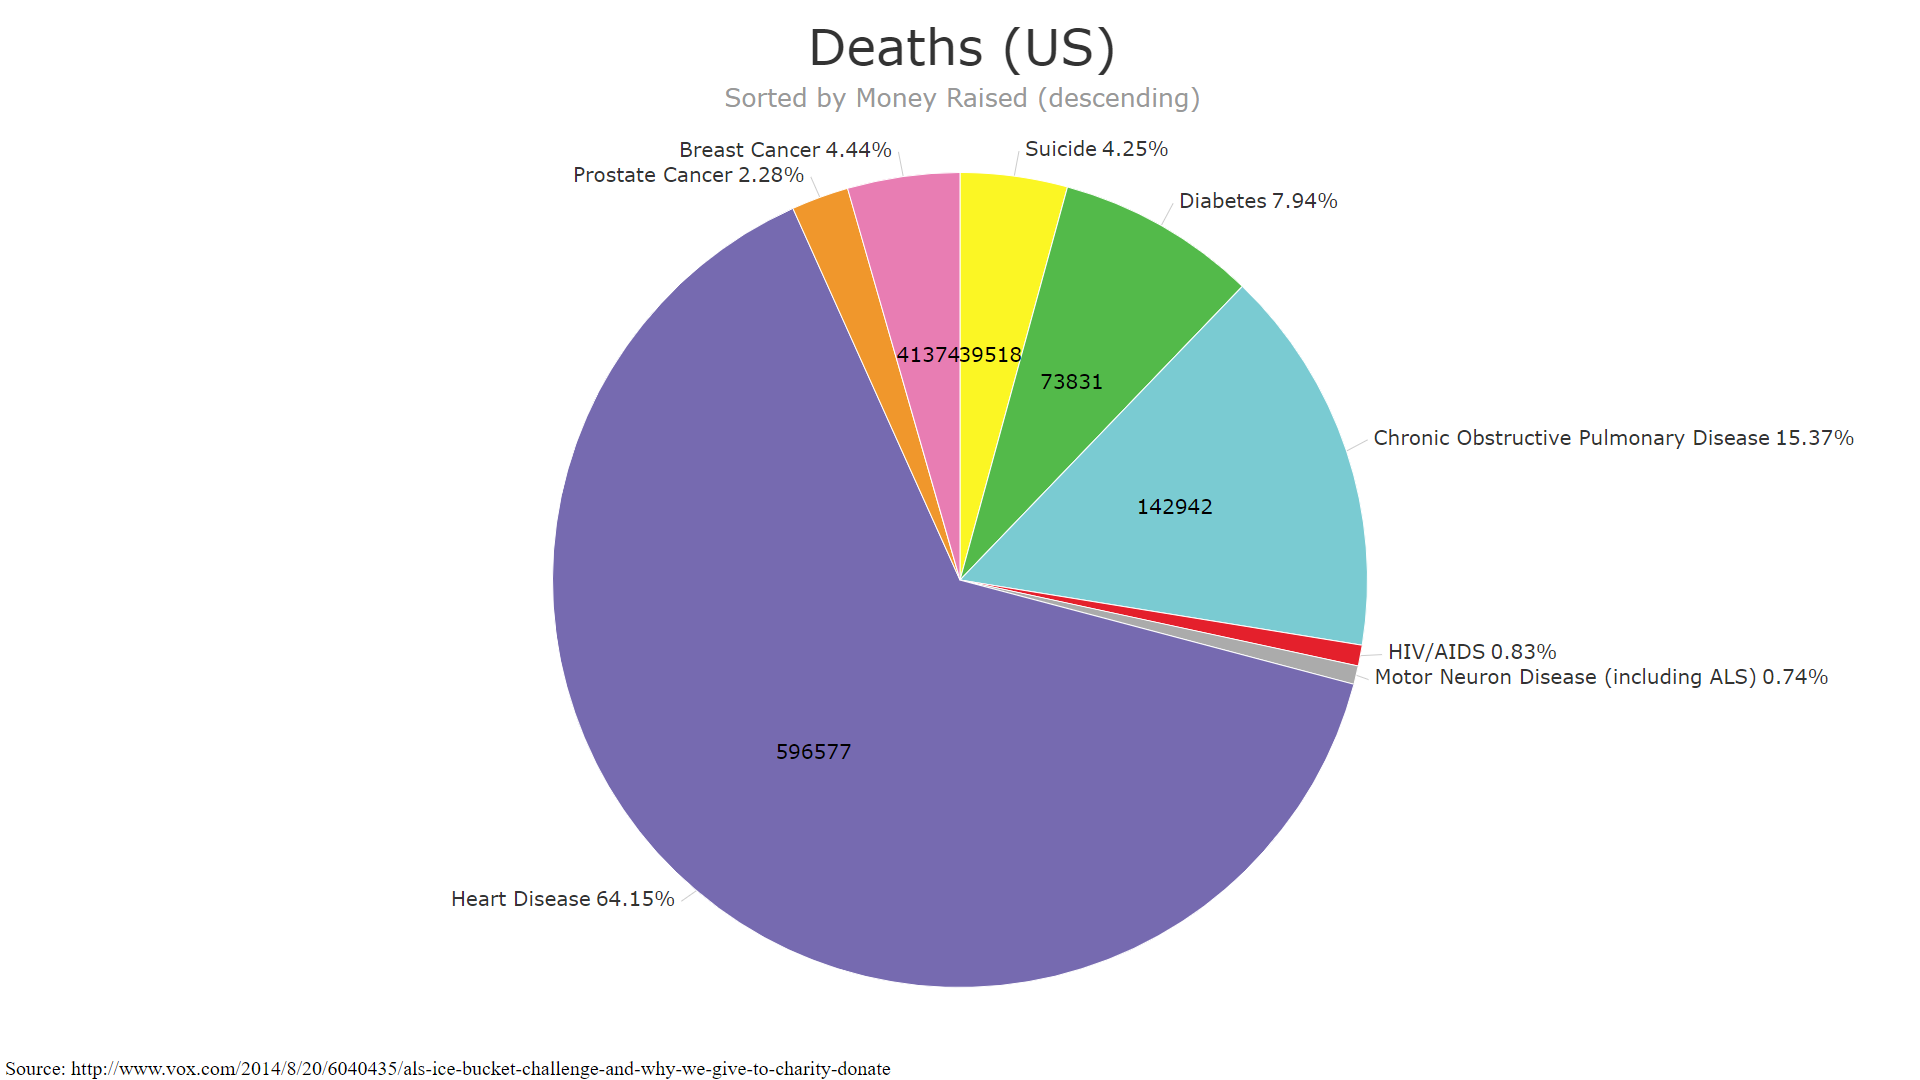 Deaths (US)
Sorted by Money Raised (descending)
Breast Cancer 4.44%
Suicide 4.25%
Prostate Cancer 2.28%
Diabetes 7.94%
41374
39518
73831
Chronic Obstructive Pulmonary Disease 15.37%
142942
HIV/AIDS 0.83%
Motor Neuron Disease (including ALS) 0.74%
596577
Heart Disease 64.15%
Source: http://www.vox.com/2014/8/20/6040435/als-ice-bucket-challenge-and-why-we-give-to-charity-donate